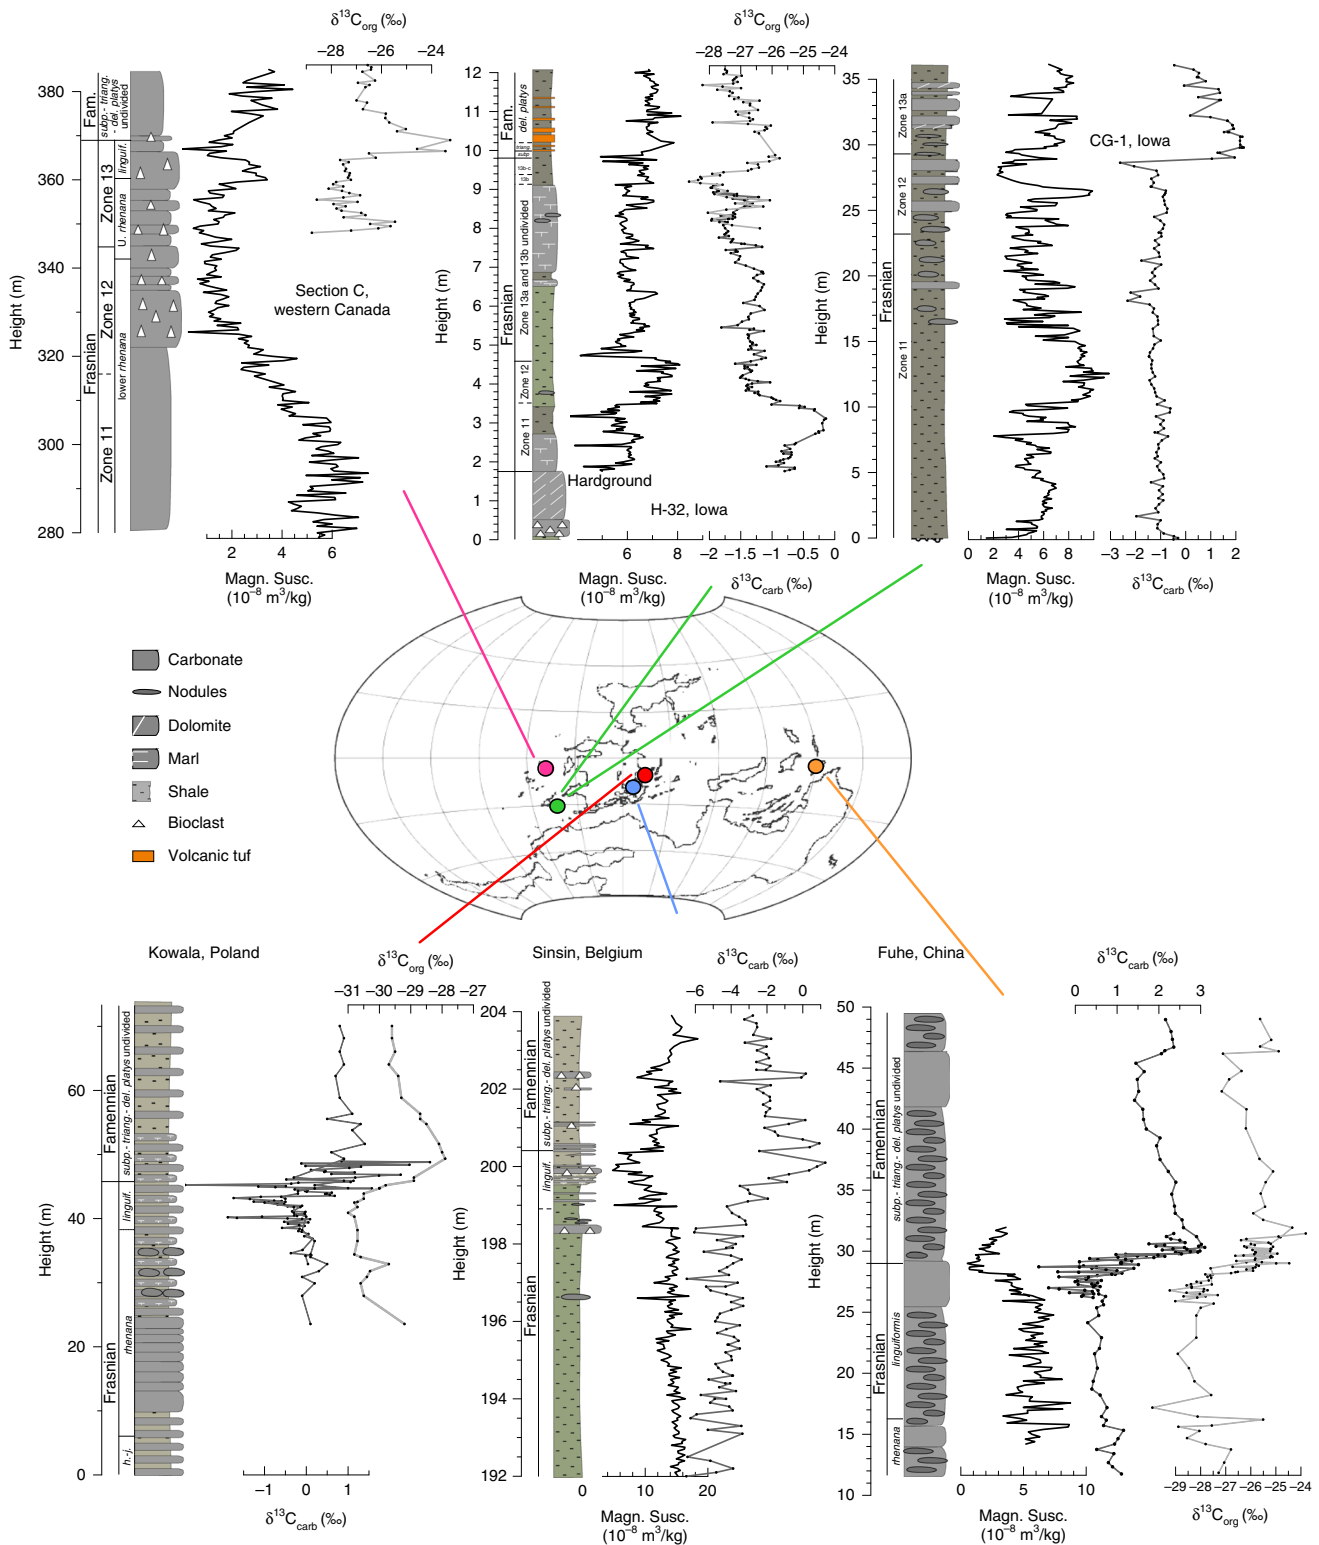 δ¹³Corg (‰)
−28 −26 −24
380
360
340
320
300
280
Height (m)
Fam.
subp.- triang.
- del. platys
undivided
Frasnian
Zone 13
Zone 12
Zone 11
linguif.
U. rhenana
lower rhenana
Section C,
western Canada
2 4 6
Magn. Susc.
(10⁻⁸ m³/kg)
δ¹³Corg (‰)
−28 −27 −26 −25 −24
12
11
10
9
8
7
6
5
4
3
2
1
0
Height (m)
Fam.
del. platys
triang.
subp
Frasnian
13b-c
13b
Zone 13a and 13b undivided
Zone 12
Zone 11
Hardground
H-32, Iowa
6 8
Magn. Susc.
(10⁻⁸ m³/kg)
−2 −1.5 −1 −0.5 0
δ¹³Ccarb (‰)
35
30
25
20
15
10
5
0
Height (m)
Frasnian
Zone 13a
Zone 12
Zone 11
CG-1, Iowa
0 2 4 6 8
Magn. Susc.
(10⁻⁸ m³/kg)
−3 −2 −1 0 1 2
δ¹³Ccarb (‰)
Carbonate
Nodules
Dolomite
Marl
Shale
Bioclast
Volcanic tuf
Kowala, Poland
δ¹³Corg (‰)
−31 −30 −29 −28 −27
60
40
20
0
Height (m)
Famennian
subp.- triang.- del. platys undivided
Frasnian
linguif.
rhenana
h.-j.
−1 0 1
δ¹³Ccarb (‰)
Sinsin, Belgium
δ¹³Ccarb (‰)
−6 −4 −2 0
204
202
200
198
196
194
192
Height (m)
Famennian
subp.- triang.- del. platys undivided
Frasnian
linguif.
0 10 20
Magn. Susc.
(10⁻⁸ m³/kg)
Fuhe, China
δ¹³Ccarb (‰)
0 1 2 3
50
45
40
35
30
25
20
15
10
Height (m)
Famennian
subp.- triang.- del. platys undivided
Frasnian
linguiformis
rhenana
0 5 10
Magn. Susc.
(10⁻⁸ m³/kg)
−29 −28 −27 −26 −25 −24
δ¹³Corg (‰)